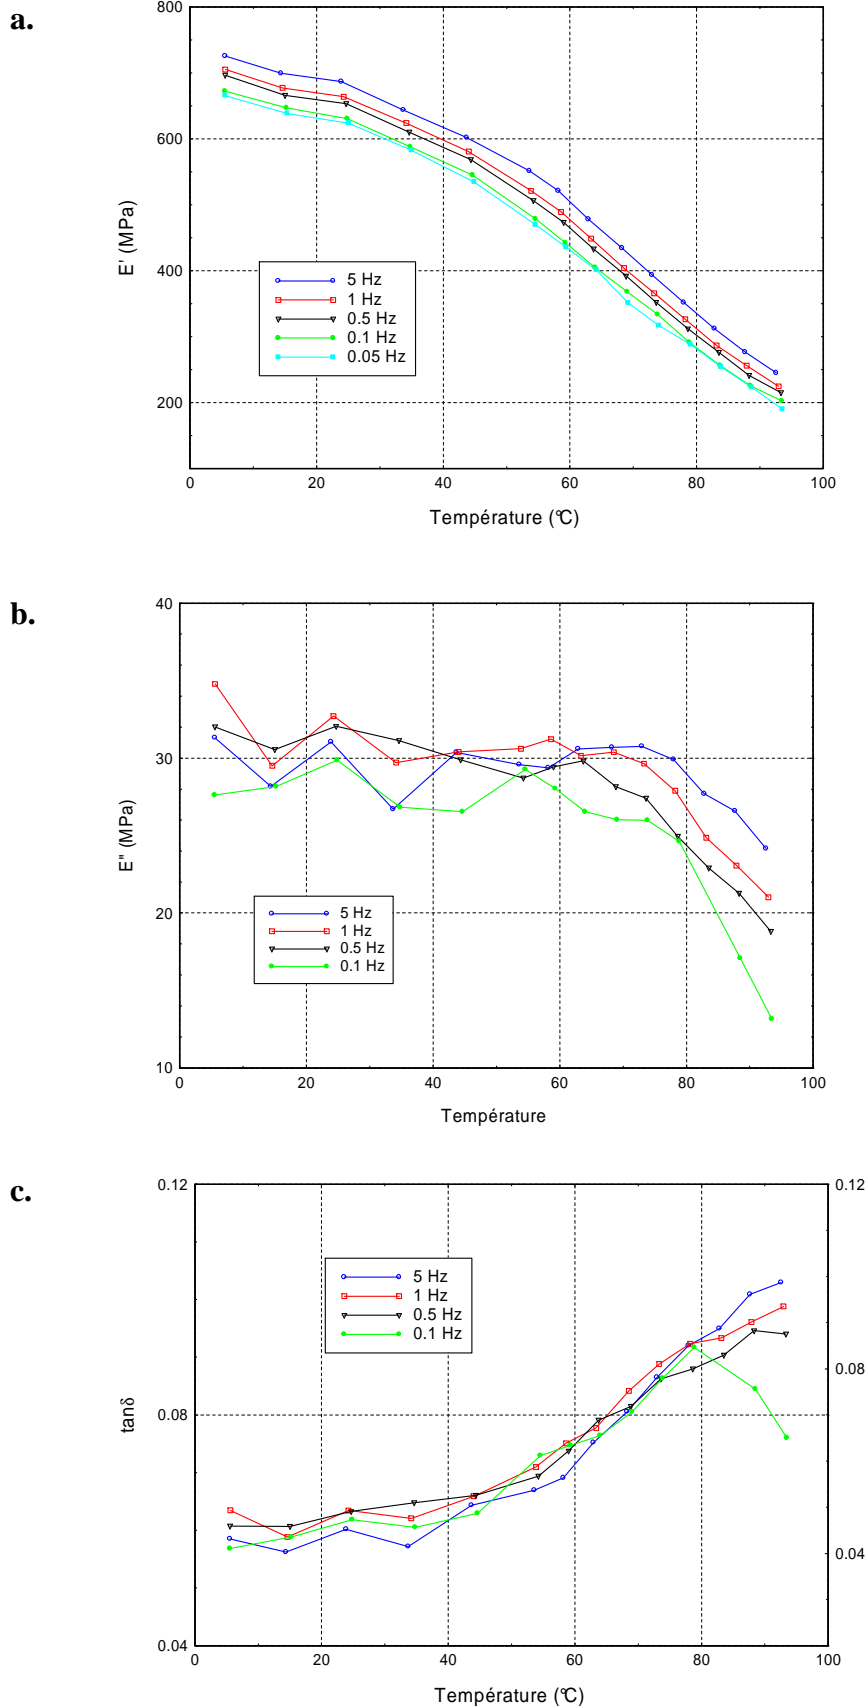 a.
800
600
400
200
E' (MPa)
5 Hz
1 Hz
0.5 Hz
0.1 Hz
0.05 Hz
0 20 40 60 80 100
Température (°C)
b.
40
30
20
10
E" (MPa)
5 Hz
1 Hz
0.5 Hz
0.1 Hz
0 20 40 60 80 100
Température
c.
0.12
0.08
0.04
tanδ
5 Hz
1 Hz
0.5 Hz
0.1 Hz
0.12
0.08
0.04
0 20 40 60 80 100
Température (°C)